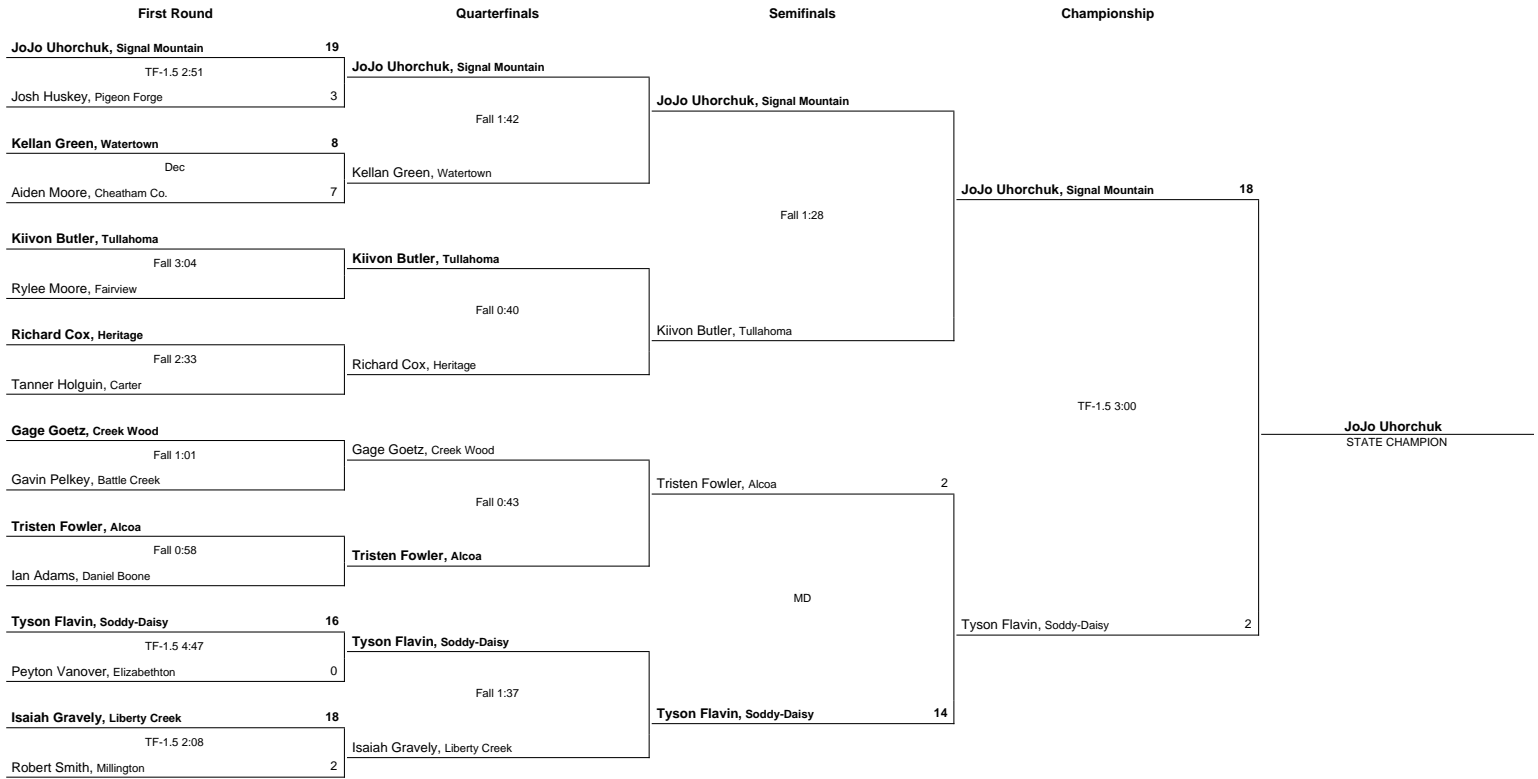 First Round
Quarterfinals
Semifinals
Championship
JoJo Uhorchuk, Signal Mountain 19
TF-1.5 2:51
Josh Huskey, Pigeon Forge 3
Kellan Green, Watertown 8
Dec
Aiden Moore, Cheatham Co. 7
Kiivon Butler, Tullahoma
Fall 3:04
Rylee Moore, Fairview
Richard Cox, Heritage
Fall 2:33
Tanner Holguin, Carter
Gage Goetz, Creek Wood
Fall 1:01
Gavin Pelkey, Battle Creek
Tristen Fowler, Alcoa
Fall 0:58
Ian Adams, Daniel Boone
Tyson Flavin, Soddy-Daisy 16
TF-1.5 4:47
Peyton Vanover, Elizabethton 0
Isaiah Gravely, Liberty Creek 18
TF-1.5 2:08
Robert Smith, Millington 2
JoJo Uhorchuk, Signal Mountain
Fall 1:42
Kellan Green, Watertown
Kiivon Butler, Tullahoma
Fall 0:40
Richard Cox, Heritage
Gage Goetz, Creek Wood
Fall 0:43
Tristen Fowler, Alcoa
Tyson Flavin, Soddy-Daisy
Fall 1:37
Isaiah Gravely, Liberty Creek
JoJo Uhorchuk, Signal Mountain
Fall 1:28
Kiivon Butler, Tullahoma
Tristen Fowler, Alcoa 2
MD
Tyson Flavin, Soddy-Daisy 14
JoJo Uhorchuk, Signal Mountain 18
TF-1.5 3:00
Tyson Flavin, Soddy-Daisy 2
JoJo Uhorchuk
STATE CHAMPION